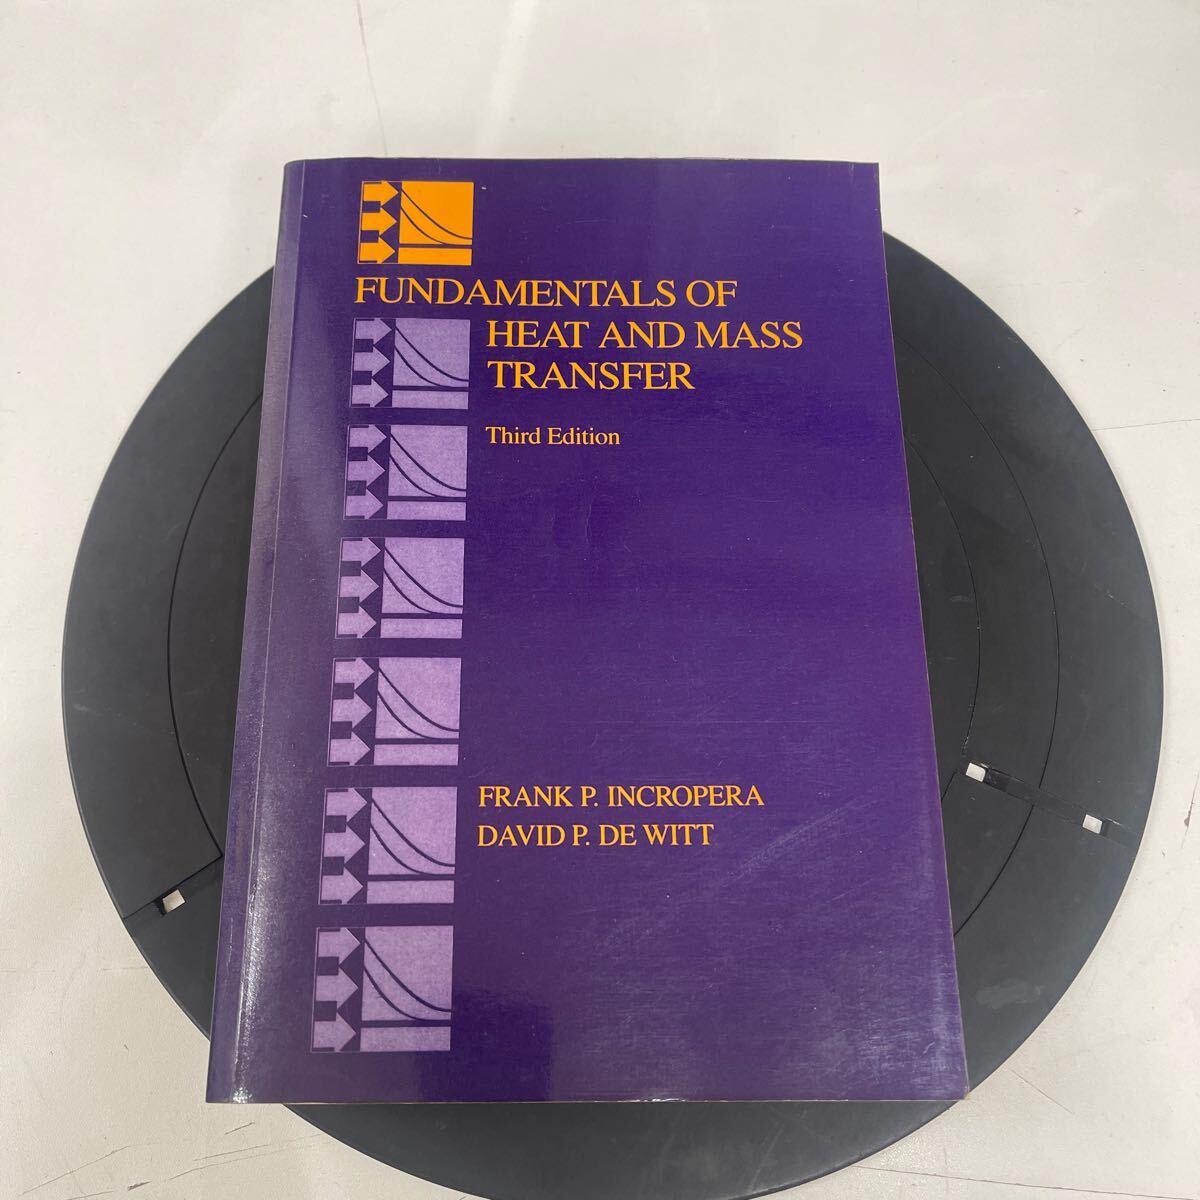 FUNDAMENTALS OF
HEAT AND MASS
TRANSFER
Third Edition
FRANK P. INCROPERA
DAVID P. DE WITT